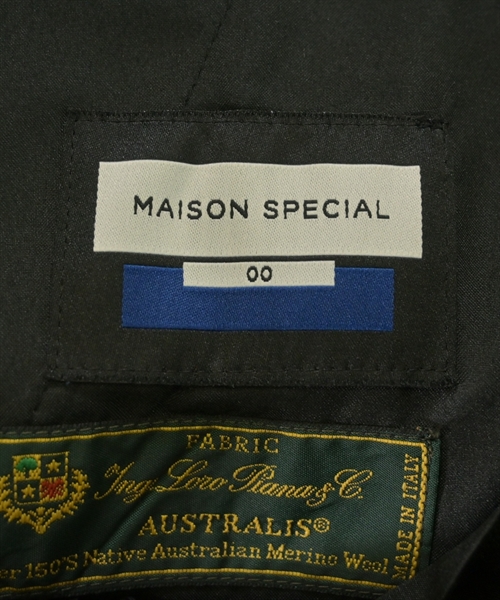 MAISON SPECIAL
00
FABRIC
Ing. Loro Piana & C.
AUSTRALIS®
150'S Native Australian Merino Wool
MADE IN ITALY